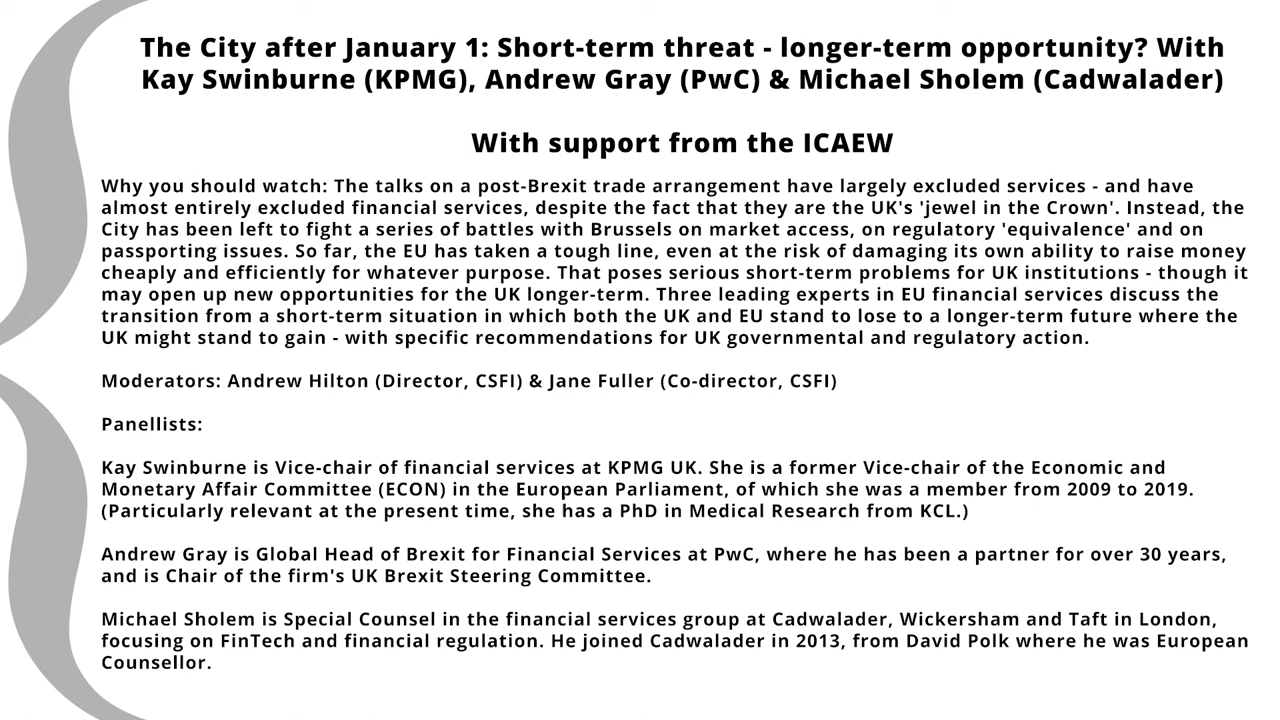 The City after January 1: Short-term threat - longer-term opportunity? With
Kay Swinburne (KPMG), Andrew Gray (PwC) & Michael Sholem (Cadwalader)
With support from the ICAEW
Why you should watch: The talks on a post-Brexit trade arrangement have largely excluded services - and have
almost entirely excluded financial services, despite the fact that they are the UK's 'jewel in the Crown'. Instead, the
City has been left to fight a series of battles with Brussels on market access, on regulatory 'equivalence' and on
passporting issues. So far, the EU has taken a tough line, even at the risk of damaging its own ability to raise money
cheaply and efficiently for whatever purpose. That poses serious short-term problems for UK institutions - though it
may open up new opportunities for the UK longer-term. Three leading experts in EU financial services discuss the
transition from a short-term situation in which both the UK and EU stand to lose to a longer-term future where the
UK might stand to gain - with specific recommendations for UK governmental and regulatory action.
Moderators: Andrew Hilton (Director, CSFI) & Jane Fuller (Co-director, CSFI)
Panellists:
Kay Swinburne is Vice-chair of financial services at KPMG UK. She is a former Vice-chair of the Economic and
Monetary Affair Committee (ECON) in the European Parliament, of which she was a member from 2009 to 2019.
(Particularly relevant at the present time, she has a PhD in Medical Research from KCL.)
Andrew Gray is Global Head of Brexit for Financial Services at PwC, where he has been a partner for over 30 years,
and is Chair of the firm's UK Brexit Steering Committee.
Michael Sholem is Special Counsel in the financial services group at Cadwalader, Wickersham and Taft in London,
focusing on FinTech and financial regulation. He joined Cadwalader in 2013, from David Polk where he was European
Counsellor.